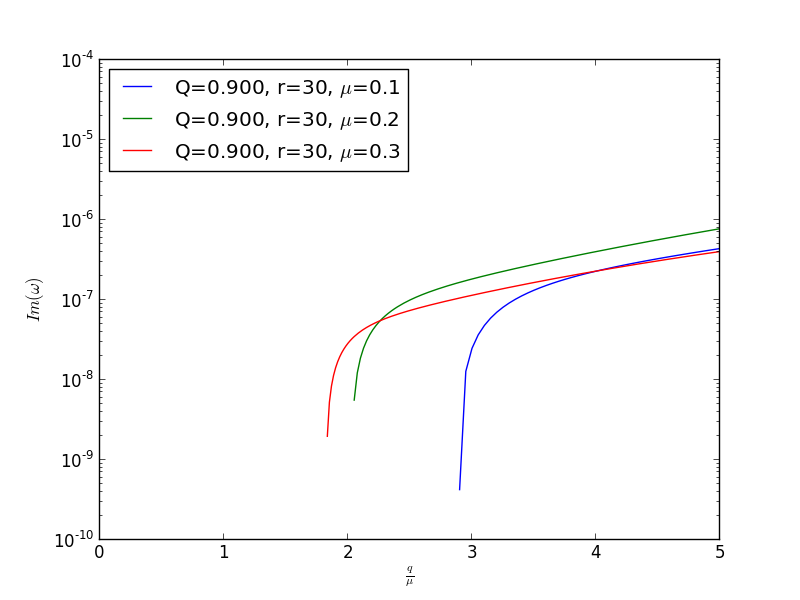 10^-4
Q=0.900, r=30, μ=0.1
Q=0.900, r=30, μ=0.2
Q=0.900, r=30, μ=0.3
10^-5
10^-6
10^-7
10^-8
10^-9
10^-10
Im(ω)
0 1 2 3 4 5
q/μ